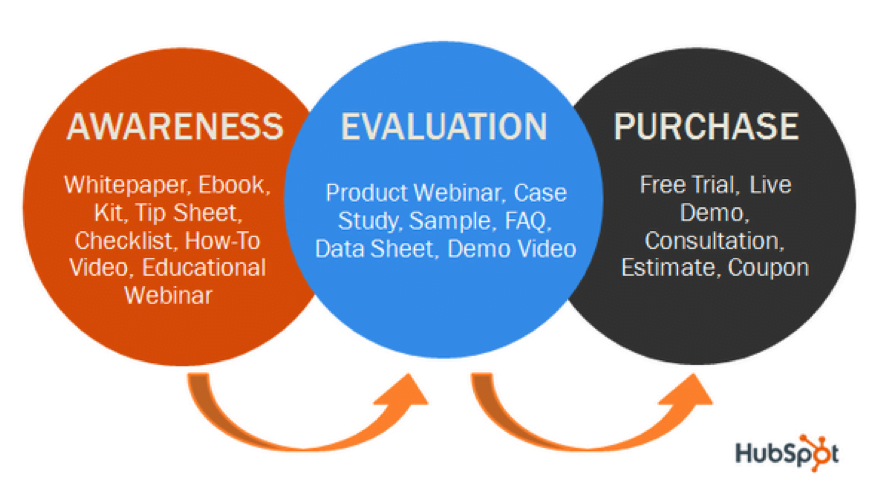 AWARENESS
Whitepaper, Ebook,
Kit, Tip Sheet,
Checklist, How-To
Video, Educational
Webinar
EVALUATION
Product Webinar, Case
Study, Sample, FAQ,
Data Sheet, Demo Video
PURCHASE
Free Trial, Live
Demo,
Consultation,
Estimate, Coupon
HubSpot